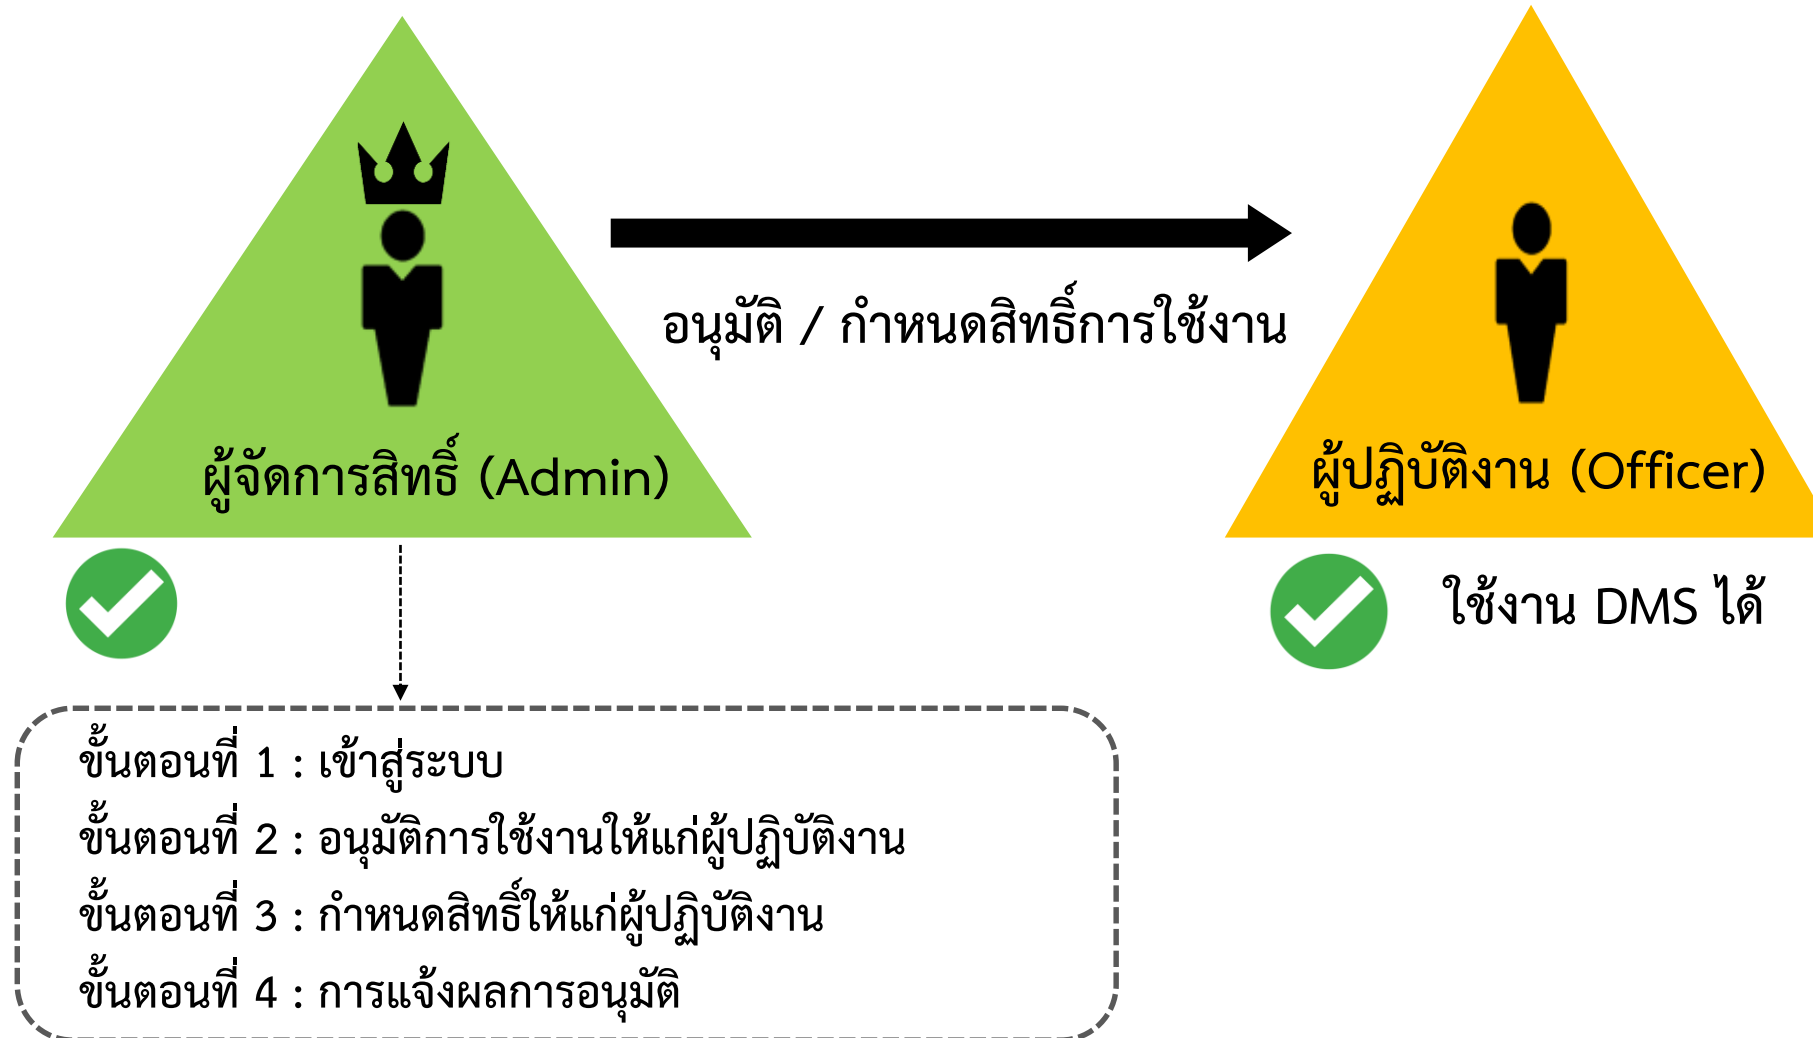 อนุมัติ / กำหนดสิทธิ์การใช้งาน
ผู้จัดการสิทธิ์ (Admin)
ผู้ปฏิบัติงาน (Officer)
ใช้งาน DMS ได้
ขั้นตอนที่ 1 : เข้าสู่ระบบ
ขั้นตอนที่ 2 : อนุมัติการใช้งานให้แก่ผู้ปฏิบัติงาน
ขั้นตอนที่ 3 : กำหนดสิทธิ์ให้แก่ผู้ปฏิบัติงาน
ขั้นตอนที่ 4 : การแจ้งผลการอนุมัติ